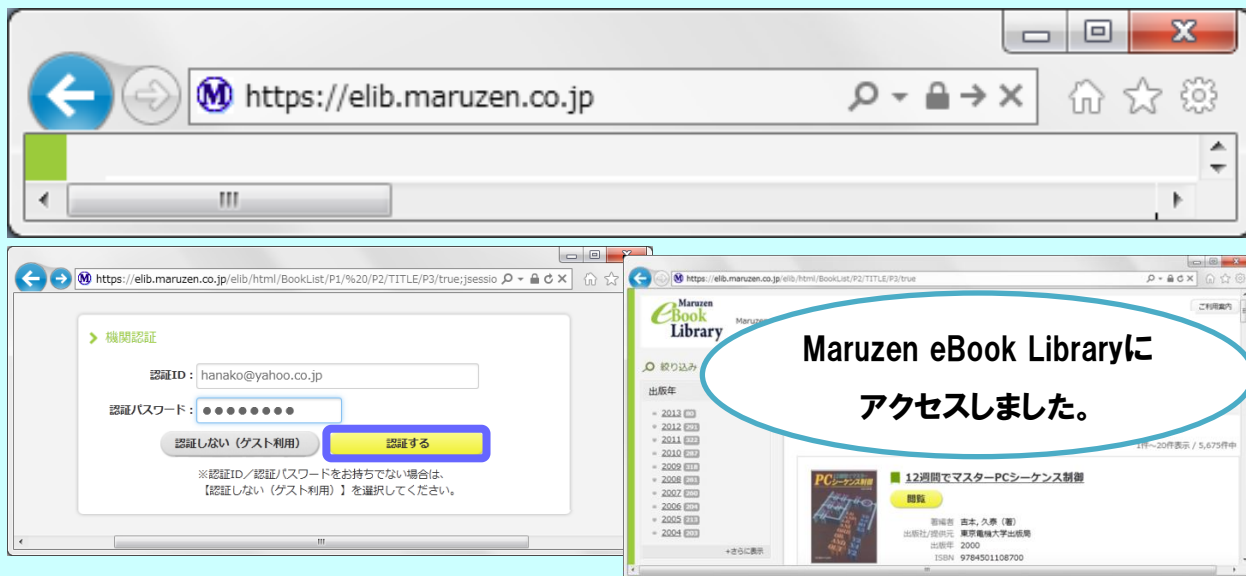 https://elib.maruzen.co.jp
https://elib.maruzen.co.jp/elib/html/BookList/P1/%20/P2/TITLE/P3/true;jsessio
機関認証
認証ID：hanako@yahoo.co.jp
認証パスワード：●●●●●●●●
認証しない（ゲスト利用）
認証する
※認証ID／認証パスワードをお持ちでない場合は、
【認証しない（ゲスト利用）】を選択してください。
https://elib.maruzen.co.jp/elib/html/BookList/P2/TITLE/P3/true
Maruzen
eBook
Library
Maruzen
ご利用案内
Maruzen eBook Libraryに
アクセスしました。
絞り込み
出版年
2013
2012
2011
2010
2009
2008
2007
2006
2005
2004
+さらに表示
1件～20件表示 / 5,675件中
PCシーケンス制御
12週間でマスターPCシーケンス制御
閲覧
著編者 吉本, 久泰（著）
出版社/提供元 東京電機大学出版局
出版年 2000
ISBN 9784501108700